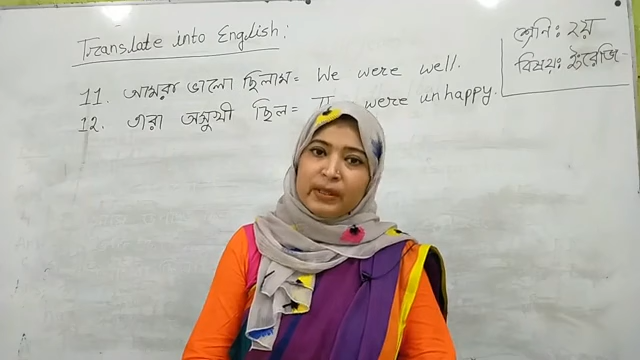 Translate into English:
শ্রেনি: ২য়
বিষয়: ইংরেজি
11. আমরা ভালো ছিলাম = We were well.
12. তারা অসুখী ছিল = were unhappy.